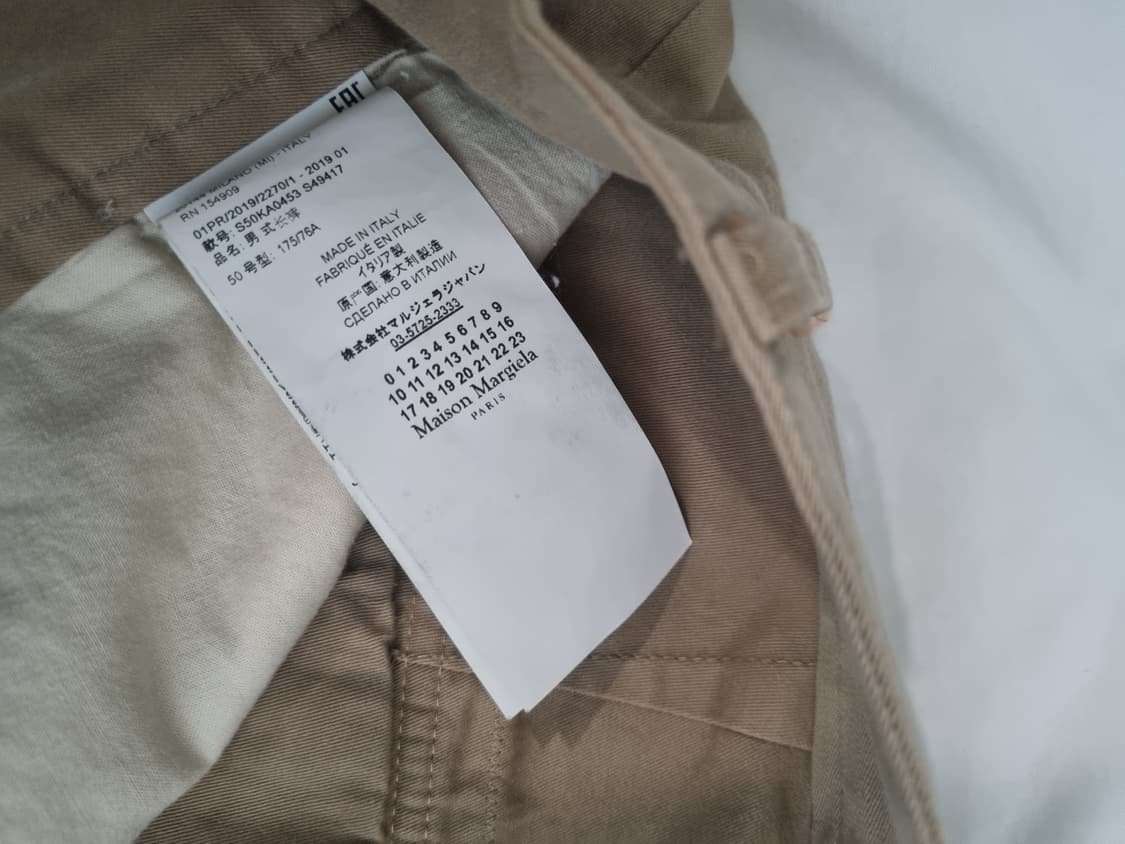 EAC
MILANO (MI) - ITALY
RN 154909
01PR/2019/2270/1 - 2019 01
款号: S50KA0453 S49417
品名: 男式长裤
50 号型: 175/76A
MADE IN ITALY
FABRIQUÉ EN ITALIE
イタリア製
原产国: 意大利製造
СДЕЛАНО В ИТАЛИИ
株式会社マルジェラジャパン
03-5725-2333
0 1 2 3 4 5 6 7 8 9
10 11 12 13 14 15 16
17 18 19 20 21 22 23
Maison Margiela
PARIS